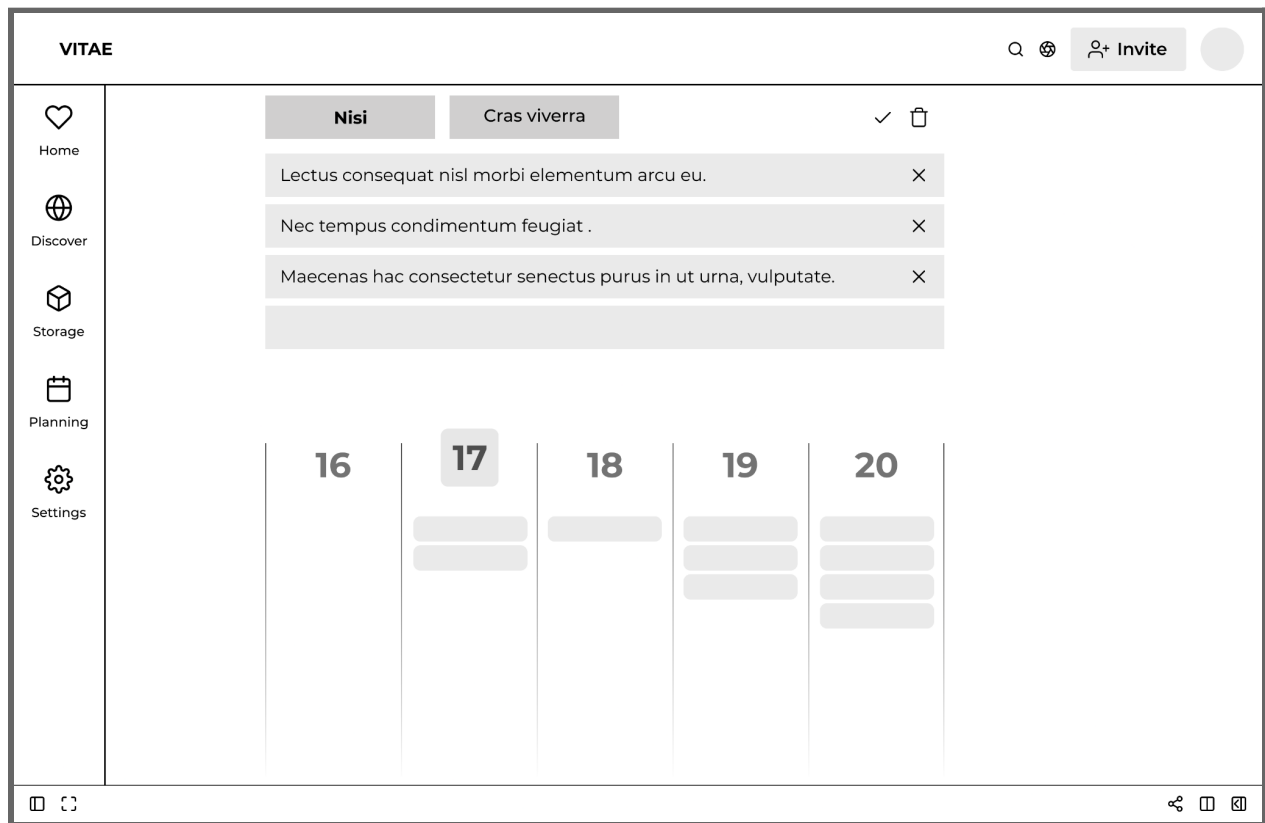 VITAE
Invite
Home
Discover
Storage
Planning
Settings
Nisi
Cras viverra
Lectus consequat nisl morbi elementum arcu eu.
Nec tempus condimentum feugiat .
Maecenas hac consectetur senectus purus in ut urna, vulputate.
16
17
18
19
20